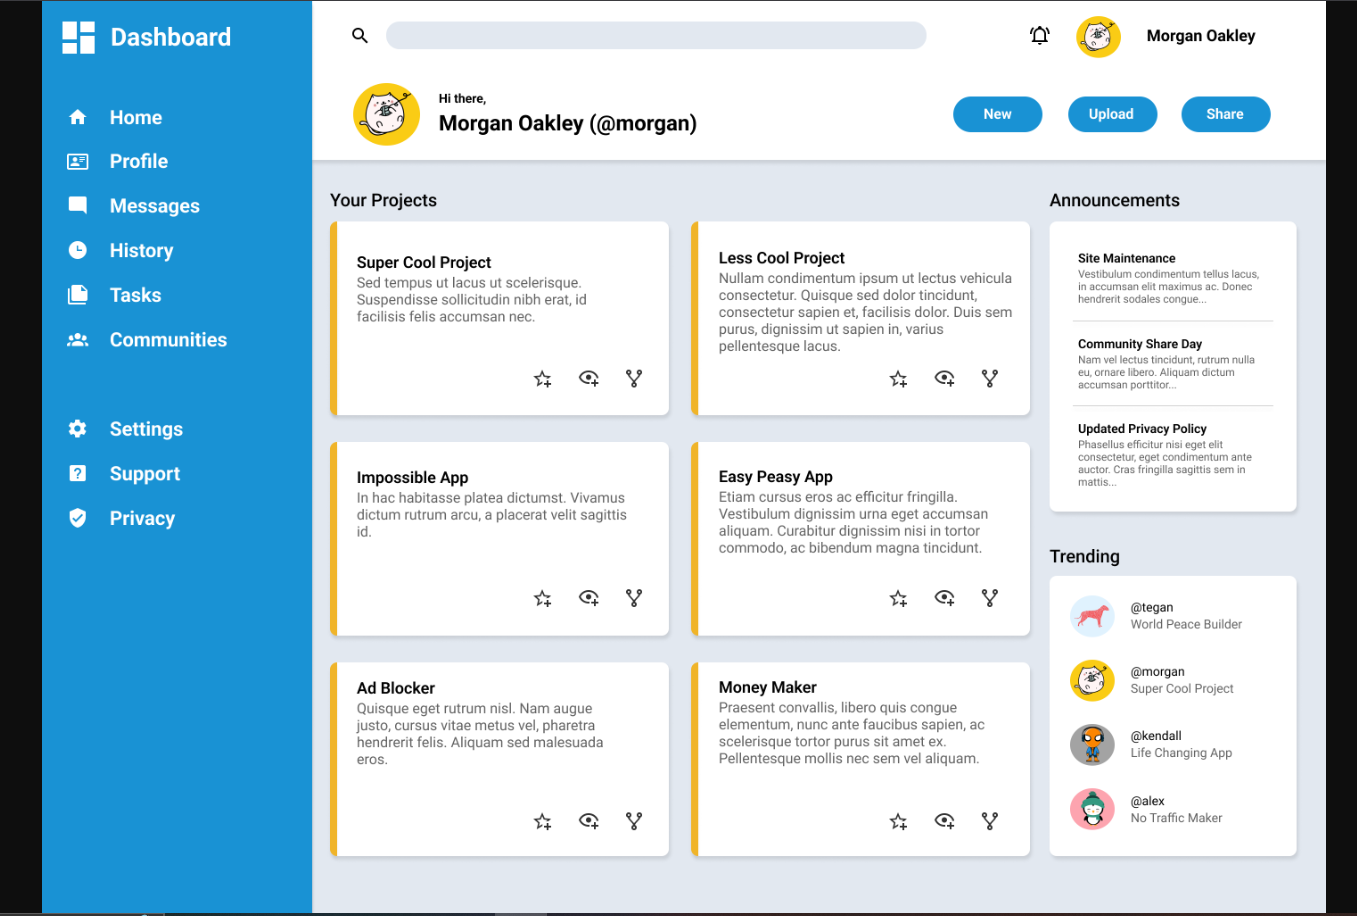 Dashboard
Home
Profile
Messages
History
Tasks
Communities
Settings
Support
Privacy
Morgan Oakley
Hi there,
Morgan Oakley (@morgan)
New
Upload
Share
Your Projects
Super Cool Project
Sed tempus ut lacus ut scelerisque.
Suspendisse sollicitudin nibh erat, id
facilisis felis accumsan nec.
Less Cool Project
Nullam condimentum ipsum ut lectus vehicula
consectetur. Quisque sed dolor tincidunt,
consectetur sapien et, facilisis dolor. Duis sem
purus, dignissim ut sapien in, varius
pellentesque lacus.
Impossible App
In hac habitasse platea dictumst. Vivamus
dictum rutrum arcu, a placerat velit sagittis
id.
Easy Peasy App
Etiam cursus eros ac efficitur fringilla.
Vestibulum dignissim urna eget accumsan
aliquam. Curabitur dignissim nisi in tortor
commodo, ac bibendum magna tincidunt.
Ad Blocker
Quisque eget rutrum nisl. Nam augue
justo, cursus vitae metus vel, pharetra
hendrerit felis. Aliquam sed malesuada
eros.
Money Maker
Praesent convallis, libero quis congue
elementum, nunc ante faucibus sapien, ac
scelerisque tortor purus sit amet ex.
Pellentesque mollis nec sem vel aliquam.
Announcements
Site Maintenance
Vestibulum condimentum tellus lacus,
in accumsan elit maximus ac. Donec
hendrerit sodales congue...
Community Share Day
Nam vel lectus tincidunt, rutrum nulla
eu, ornare libero. Aliquam dictum
accumsan porttitor...
Updated Privacy Policy
Phasellus efficitur nisi eget elit
consectetur, eget condimentum ante
auctor. Cras fringilla sagittis sem in
mattis...
Trending
@tegan
World Peace Builder
@morgan
Super Cool Project
@kendall
Life Changing App
@alex
No Traffic Maker